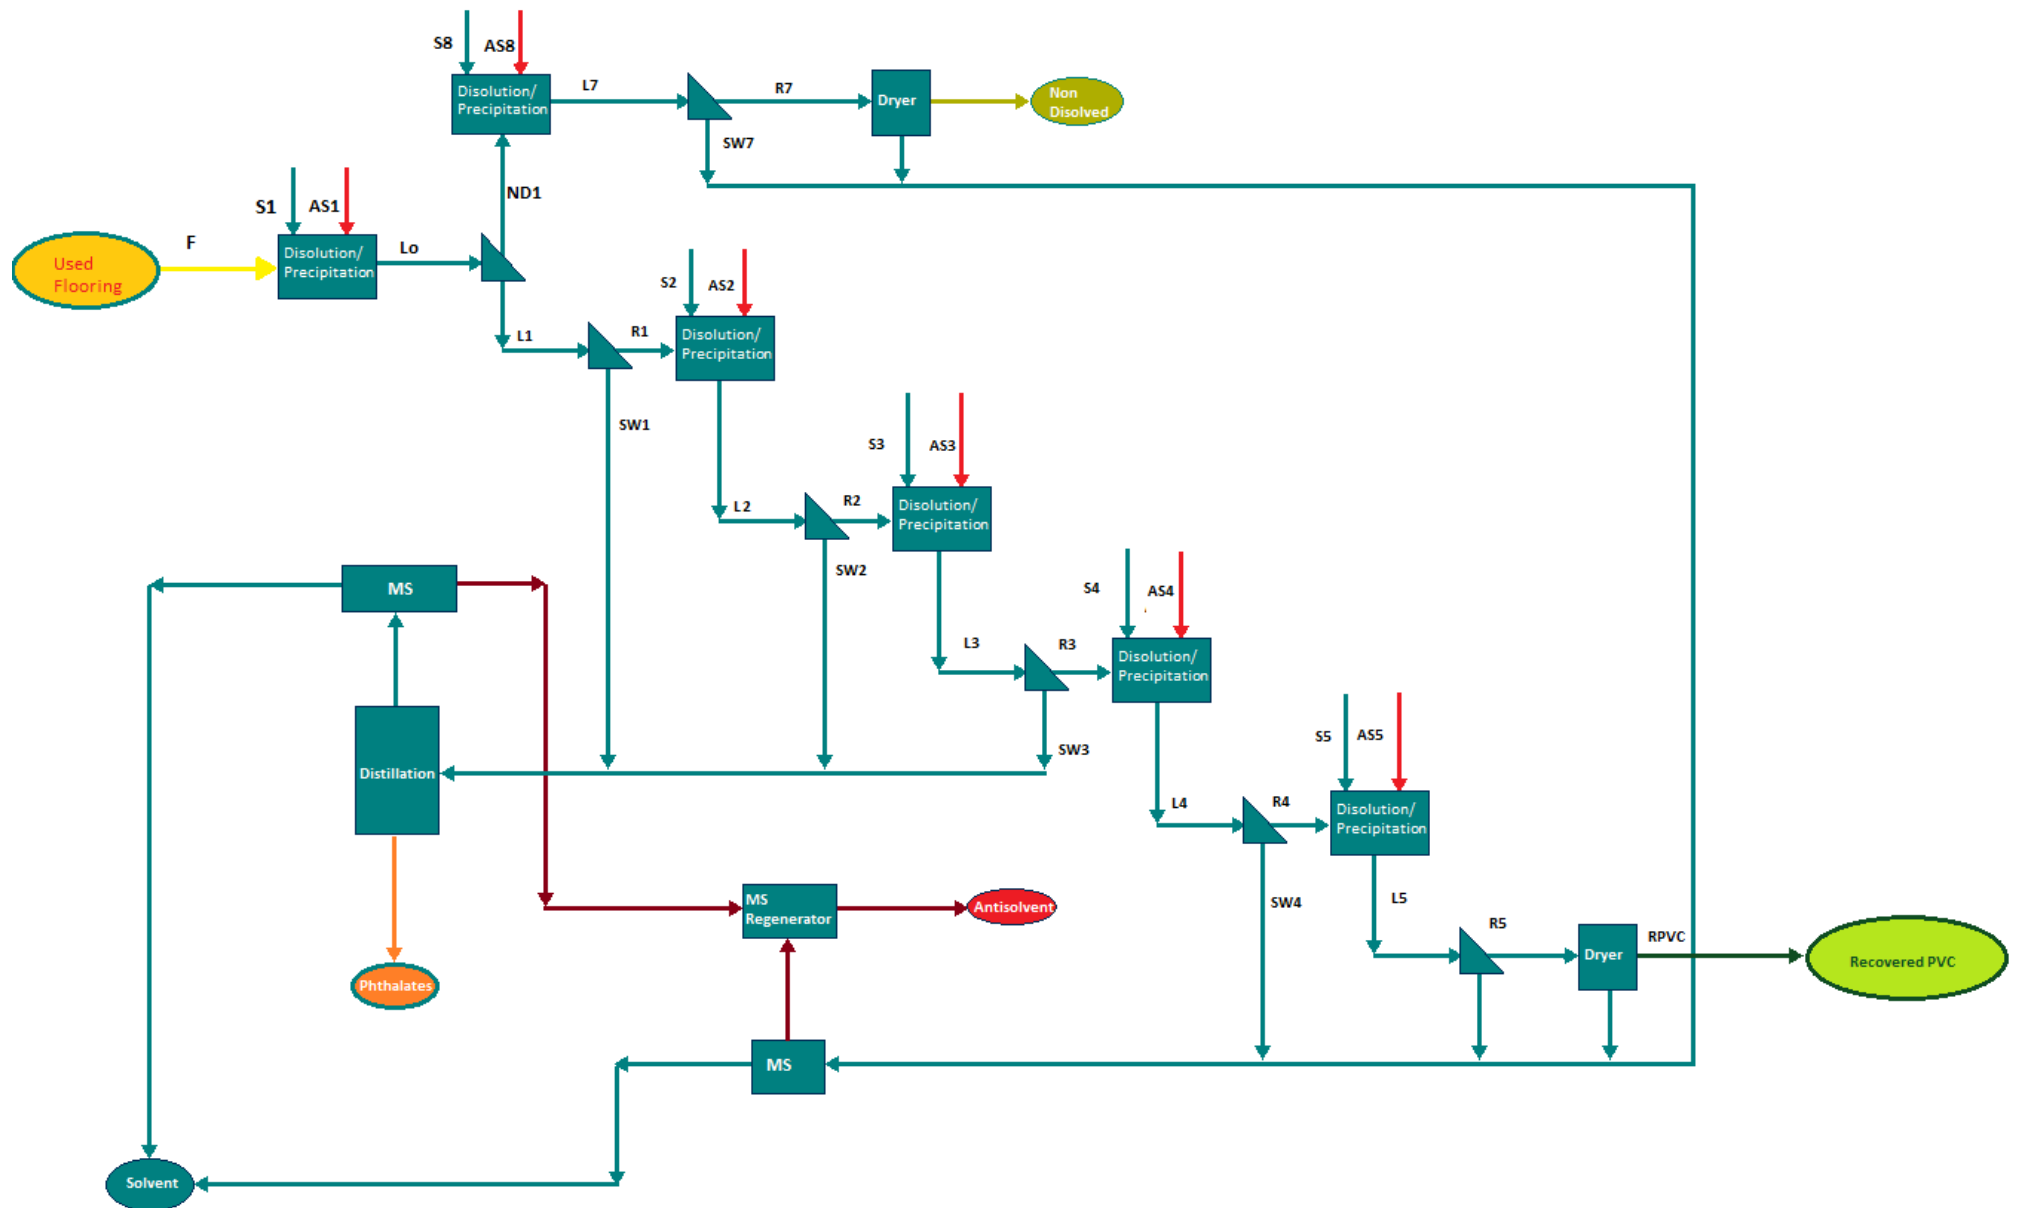 S8
AS8
Disolution/
Precipitation
L7
R7
Dryer
Non
Disolved
SW7
ND1
S1
AS1
F
Used
Flooring
Disolution/
Precipitation
Lo
S2
AS2
L1
R1
Disolution/
Precipitation
SW1
S3
AS3
L2
R2
Disolution/
Precipitation
SW2
MS
S4
AS4
L3
R3
Disolution/
Precipitation
SW3
Distillation
S5
AS5
L4
R4
Disolution/
Precipitation
SW4
L5
R5
Dryer
RPVC
Recovered PVC
MS
Regenerator
Antisolvent
Phthalates
MS
Solvent